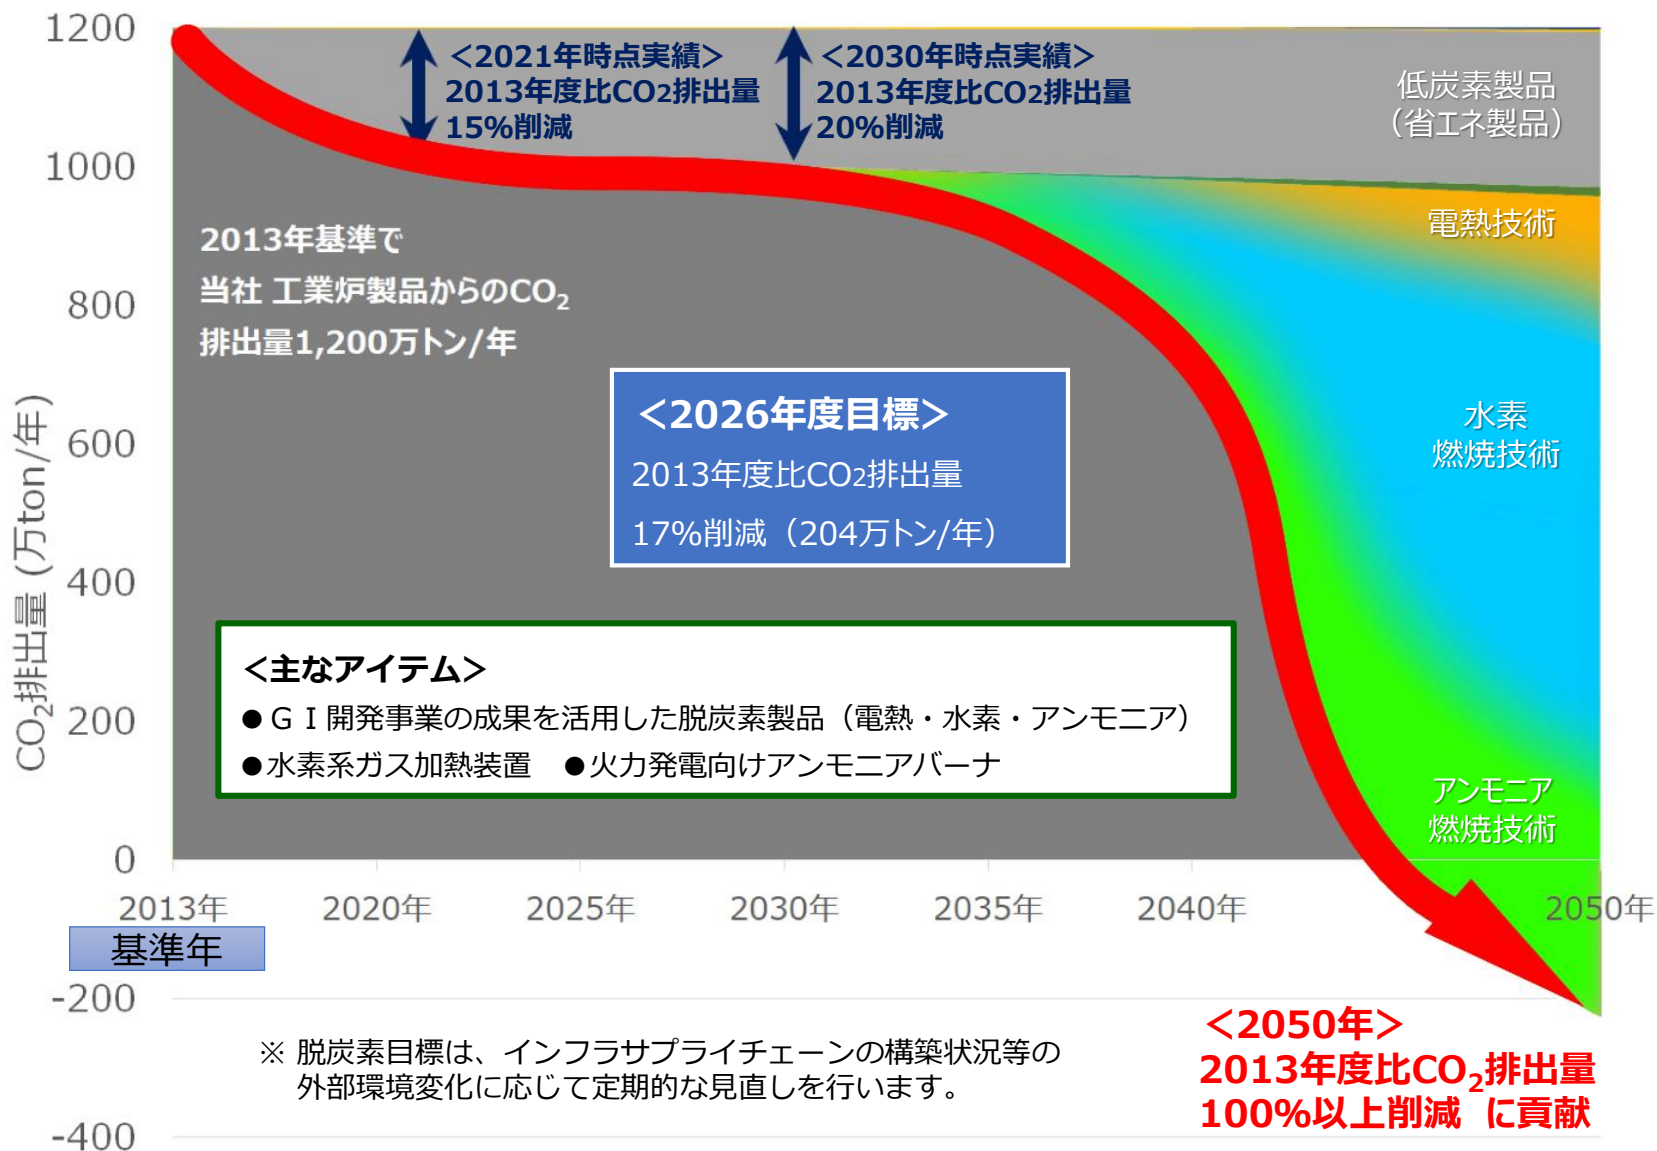 1200
1000
800
600
400
200
0
-200
-400
CO₂排出量 (万ton/年)
<2021年時点実績>
2013年度比CO2排出量
15%削減
<2030年時点実績>
2013年度比CO2排出量
20%削減
低炭素製品
（省エネ製品）
電熱技術
水素
燃焼技術
アンモニア
燃焼技術
2013年基準で
当社 工業炉製品からのCO₂
排出量1,200万トン/年
＜2026年度目標＞
2013年度比CO2排出量
17%削減（204万トン/年）
＜主なアイテム＞
●ＧＩ開発事業の成果を活用した脱炭素製品（電熱・水素・アンモニア）
●水素系ガス加熱装置　●火力発電向けアンモニアバーナ
2013年 2020年 2025年 2030年 2035年 2040年 2050年
基準年
※ 脱炭素目標は、インフラサプライチェーンの構築状況等の
外部環境変化に応じて定期的な見直しを行います。
＜2050年＞
2013年度比CO₂排出量
100%以上削減 に貢献